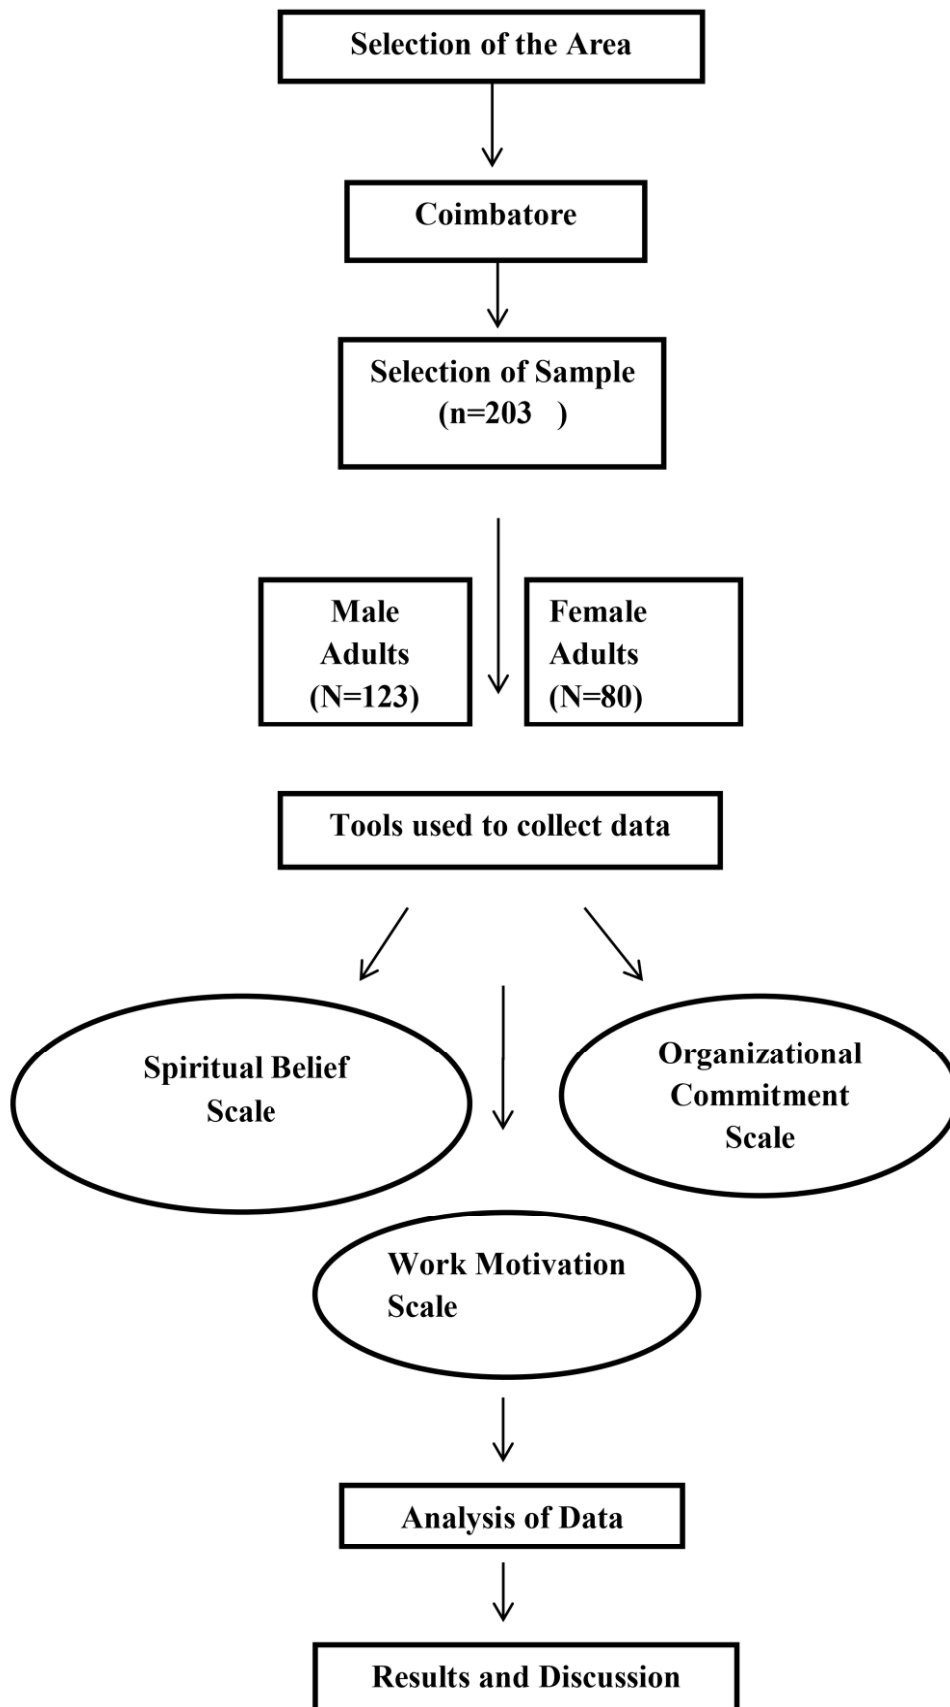 Selection of the Area
Coimbatore
Selection of Sample
(n=203   )
Male
Adults
(N=123)
Female
Adults
(N=80)
Tools used to collect data
Spiritual Belief
Scale
Organizational
Commitment
Scale
Work Motivation
Scale
Analysis of Data
Results and Discussion